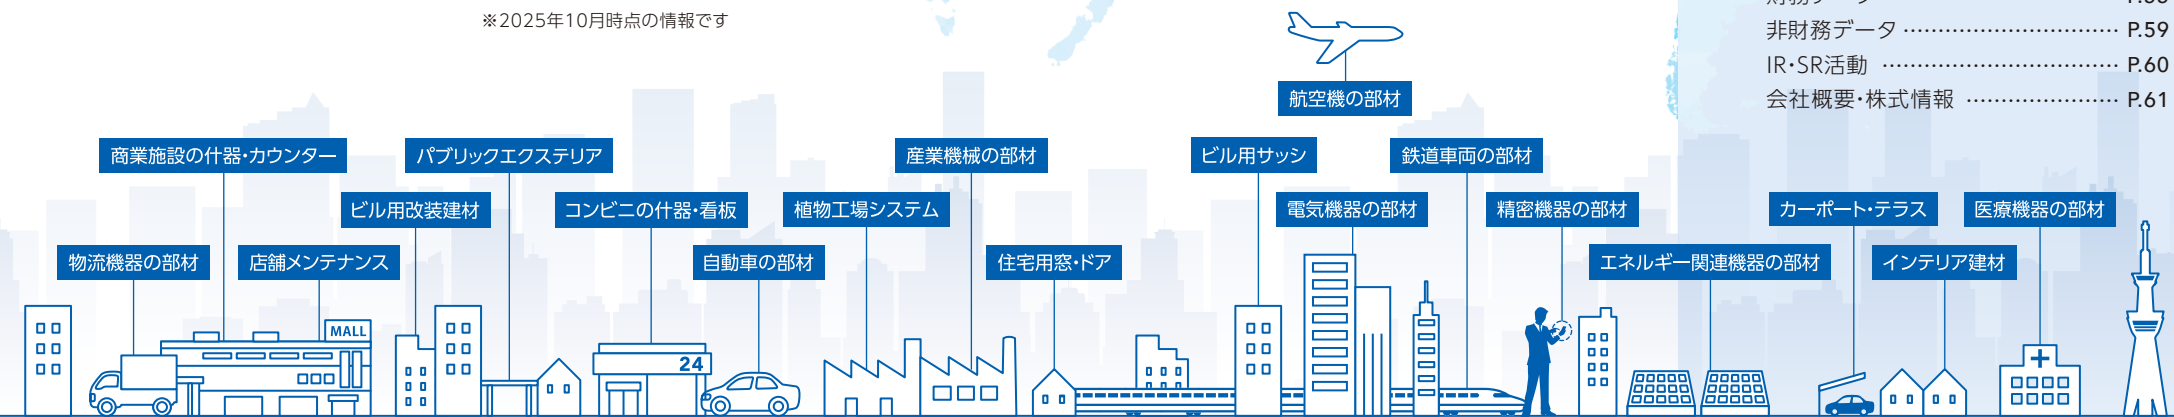 ※2025年10月時点の情報です
非財務データ …………………………… P.59
IR・SR活動 ……………………………… P.60
会社概要・株式情報 …………………… P.61
航空機の部材
商業施設の什器・カウンター
パブリックエクステリア
産業機械の部材
ビル用サッシ
鉄道車両の部材
ビル用改装建材
コンビニの什器・看板
植物工場システム
電気機器の部材
精密機器の部材
カーポート・テラス
医療機器の部材
物流機器の部材
店舗メンテナンス
自動車の部材
住宅用窓・ドア
エネルギー関連機器の部材
インテリア建材
MALL
24